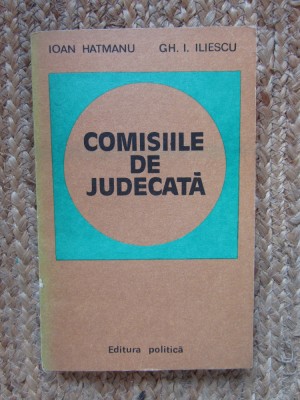 IOAN HATMANU GH. I. ILIESCU
COMISIILE
DE
JUDECATĂ
Editura politică